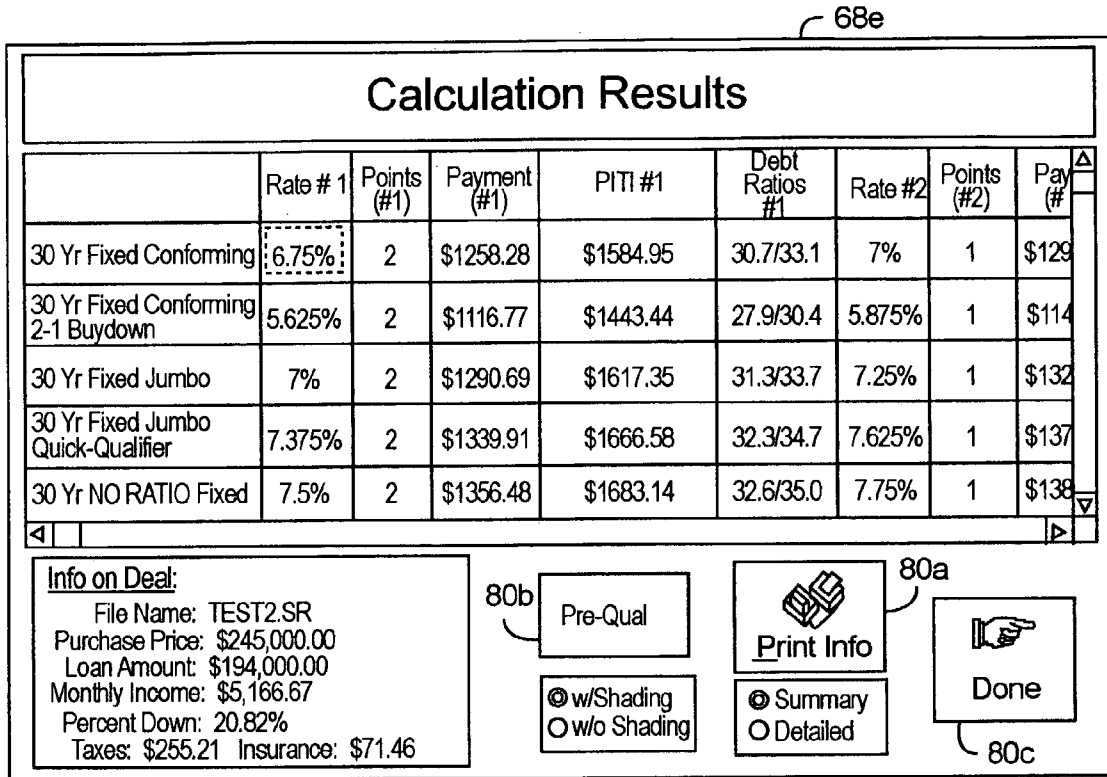 68e
Calculation Results
Rate # 1 Points (#1) Payment (#1) PITI #1 Debt Ratios #1 Rate #2 Points (#2) Pay (#
30 Yr Fixed Conforming 6.75% 2 $1258.28 $1584.95 30.7/33.1 7% 1 $129
30 Yr Fixed Conforming 2-1 Buydown 5.625% 2 $1116.77 $1443.44 27.9/30.4 5.875% 1 $114
30 Yr Fixed Jumbo 7% 2 $1290.69 $1617.35 31.3/33.7 7.25% 1 $132
30 Yr Fixed Jumbo Quick-Qualifier 7.375% 2 $1339.91 $1666.58 32.3/34.7 7.625% 1 $137
30 Yr NO RATIO Fixed 7.5% 2 $1356.48 $1683.14 32.6/35.0 7.75% 1 $138
Info on Deal:
File Name: TEST2.SR
Purchase Price: $245,000.00
Loan Amount: $194,000.00
Monthly Income: $5,166.67
Percent Down: 20.82%
Taxes: $255.21 Insurance: $71.46
80b
Pre-Qual
w/Shading
w/o Shading
80a
Print Info
Summary
Detailed
Done
80c